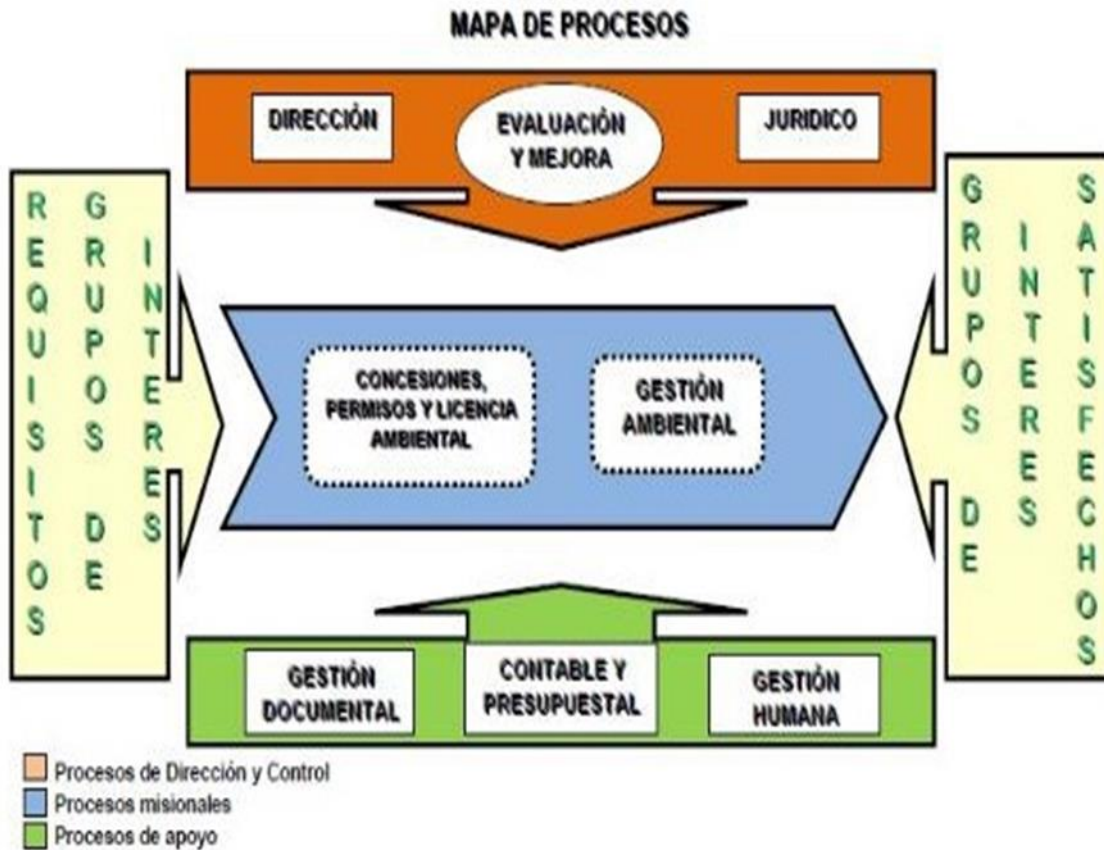 MAPA DE PROCESOS
DIRECCIÓN
EVALUACIÓN
Y MEJORA
JURIDICO
REQUISITOS
GRUPOS DE
INTERES
CONCESIONES,
PERMISOS Y LICENCIA
AMBIENTAL
GESTIÓN
AMBIENTAL
GRUPOS DE
INTERES
SATISFECHOS
GESTIÓN
DOCUMENTAL
CONTABLE Y
PRESUPUESTAL
GESTIÓN
HUMANA
Procesos de Dirección y Control
Procesos misionales
Procesos de apoyo